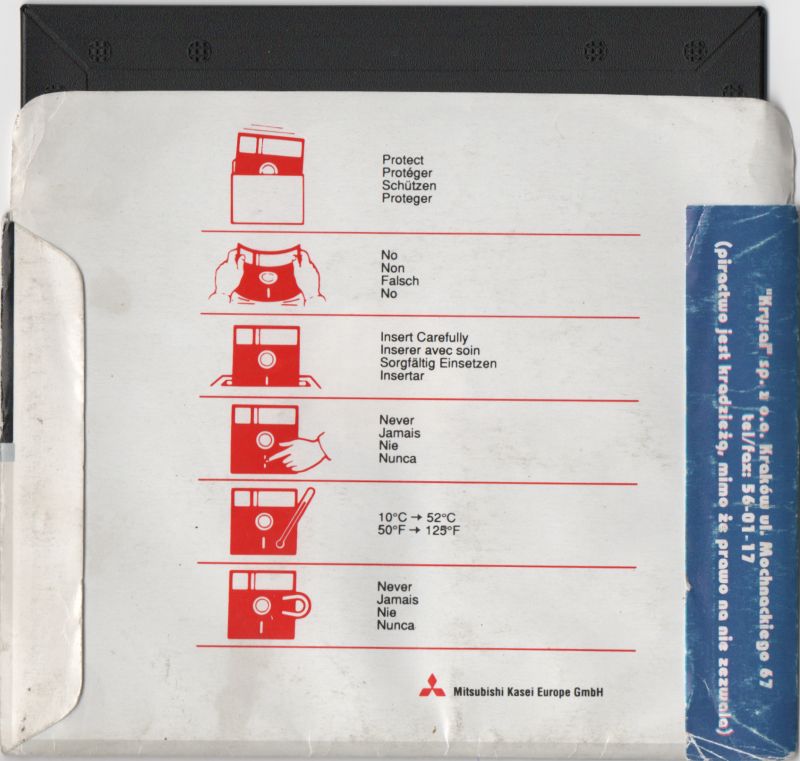 Protect
Protéger
Schützen
Proteger
No
Non
Falsch
No
Insert Carefully
Inserer avec soin
Sorgfältig Einsetzen
Insertar
Never
Jamais
Nie
Nunca
10°C → 52°C
50°F → 125°F
Never
Jamais
Nie
Nunca
Mitsubishi Kasei Europe GmbH
"Krysal" sp. z o.o. Kraków ul. Mochnackiego 67
tel/fax: 56-01-17
(piractwo jest kradzieżą, mimo że prawo na nie zezwala)